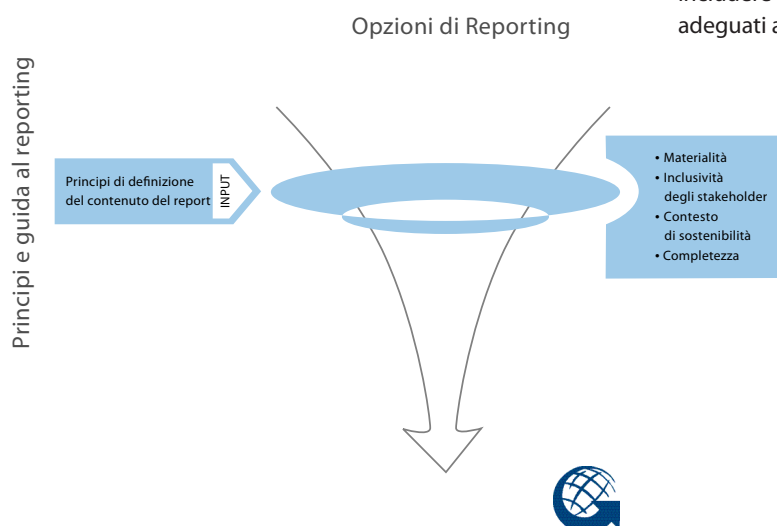 Opzioni di Reporting
adeguati a
Principi e guida al reporting
Principi di definizione
del contenuto del report
INPUT
• Materialità
• Inclusività
degli stakeholder
• Contesto
di sostenibilità
• Completezza